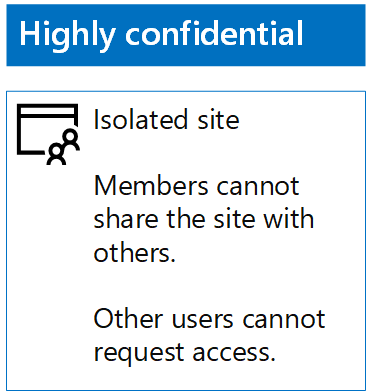 Highly confidential
Isolated site
Members cannot
share the site with
others.
Other users cannot
request access.